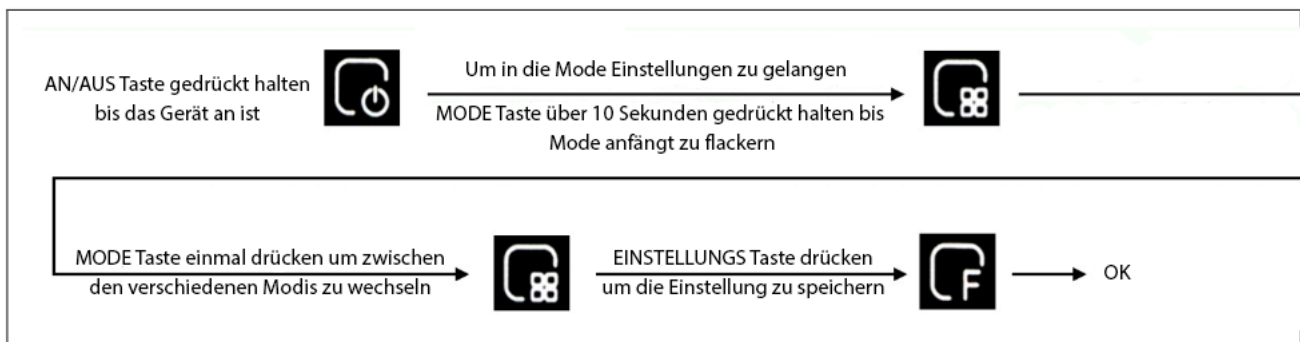 AN/AUS Taste gedrückt halten
bis das Gerät an ist
Um in die Mode Einstellungen zu gelangen
MODE Taste über 10 Sekunden gedrückt halten bis
Mode anfängt zu flackern
MODE Taste einmal drücken um zwischen
den verschiedenen Modis zu wechseln
EINSTELLUNGS Taste drücken
um die Einstellung zu speichern
F
OK